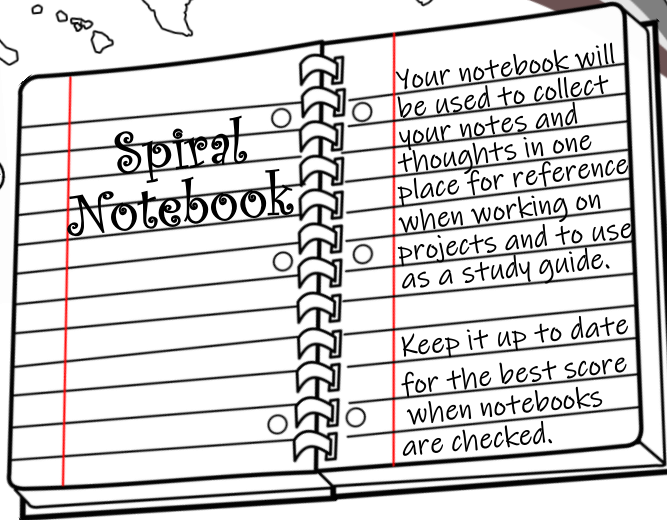 Spiral
Notebook
Your notebook will
be used to collect
your notes and
thoughts in one
place for reference
when working on
projects and to use
as a study guide.
Keep it up to date
for the best score
when notebooks
are checked.